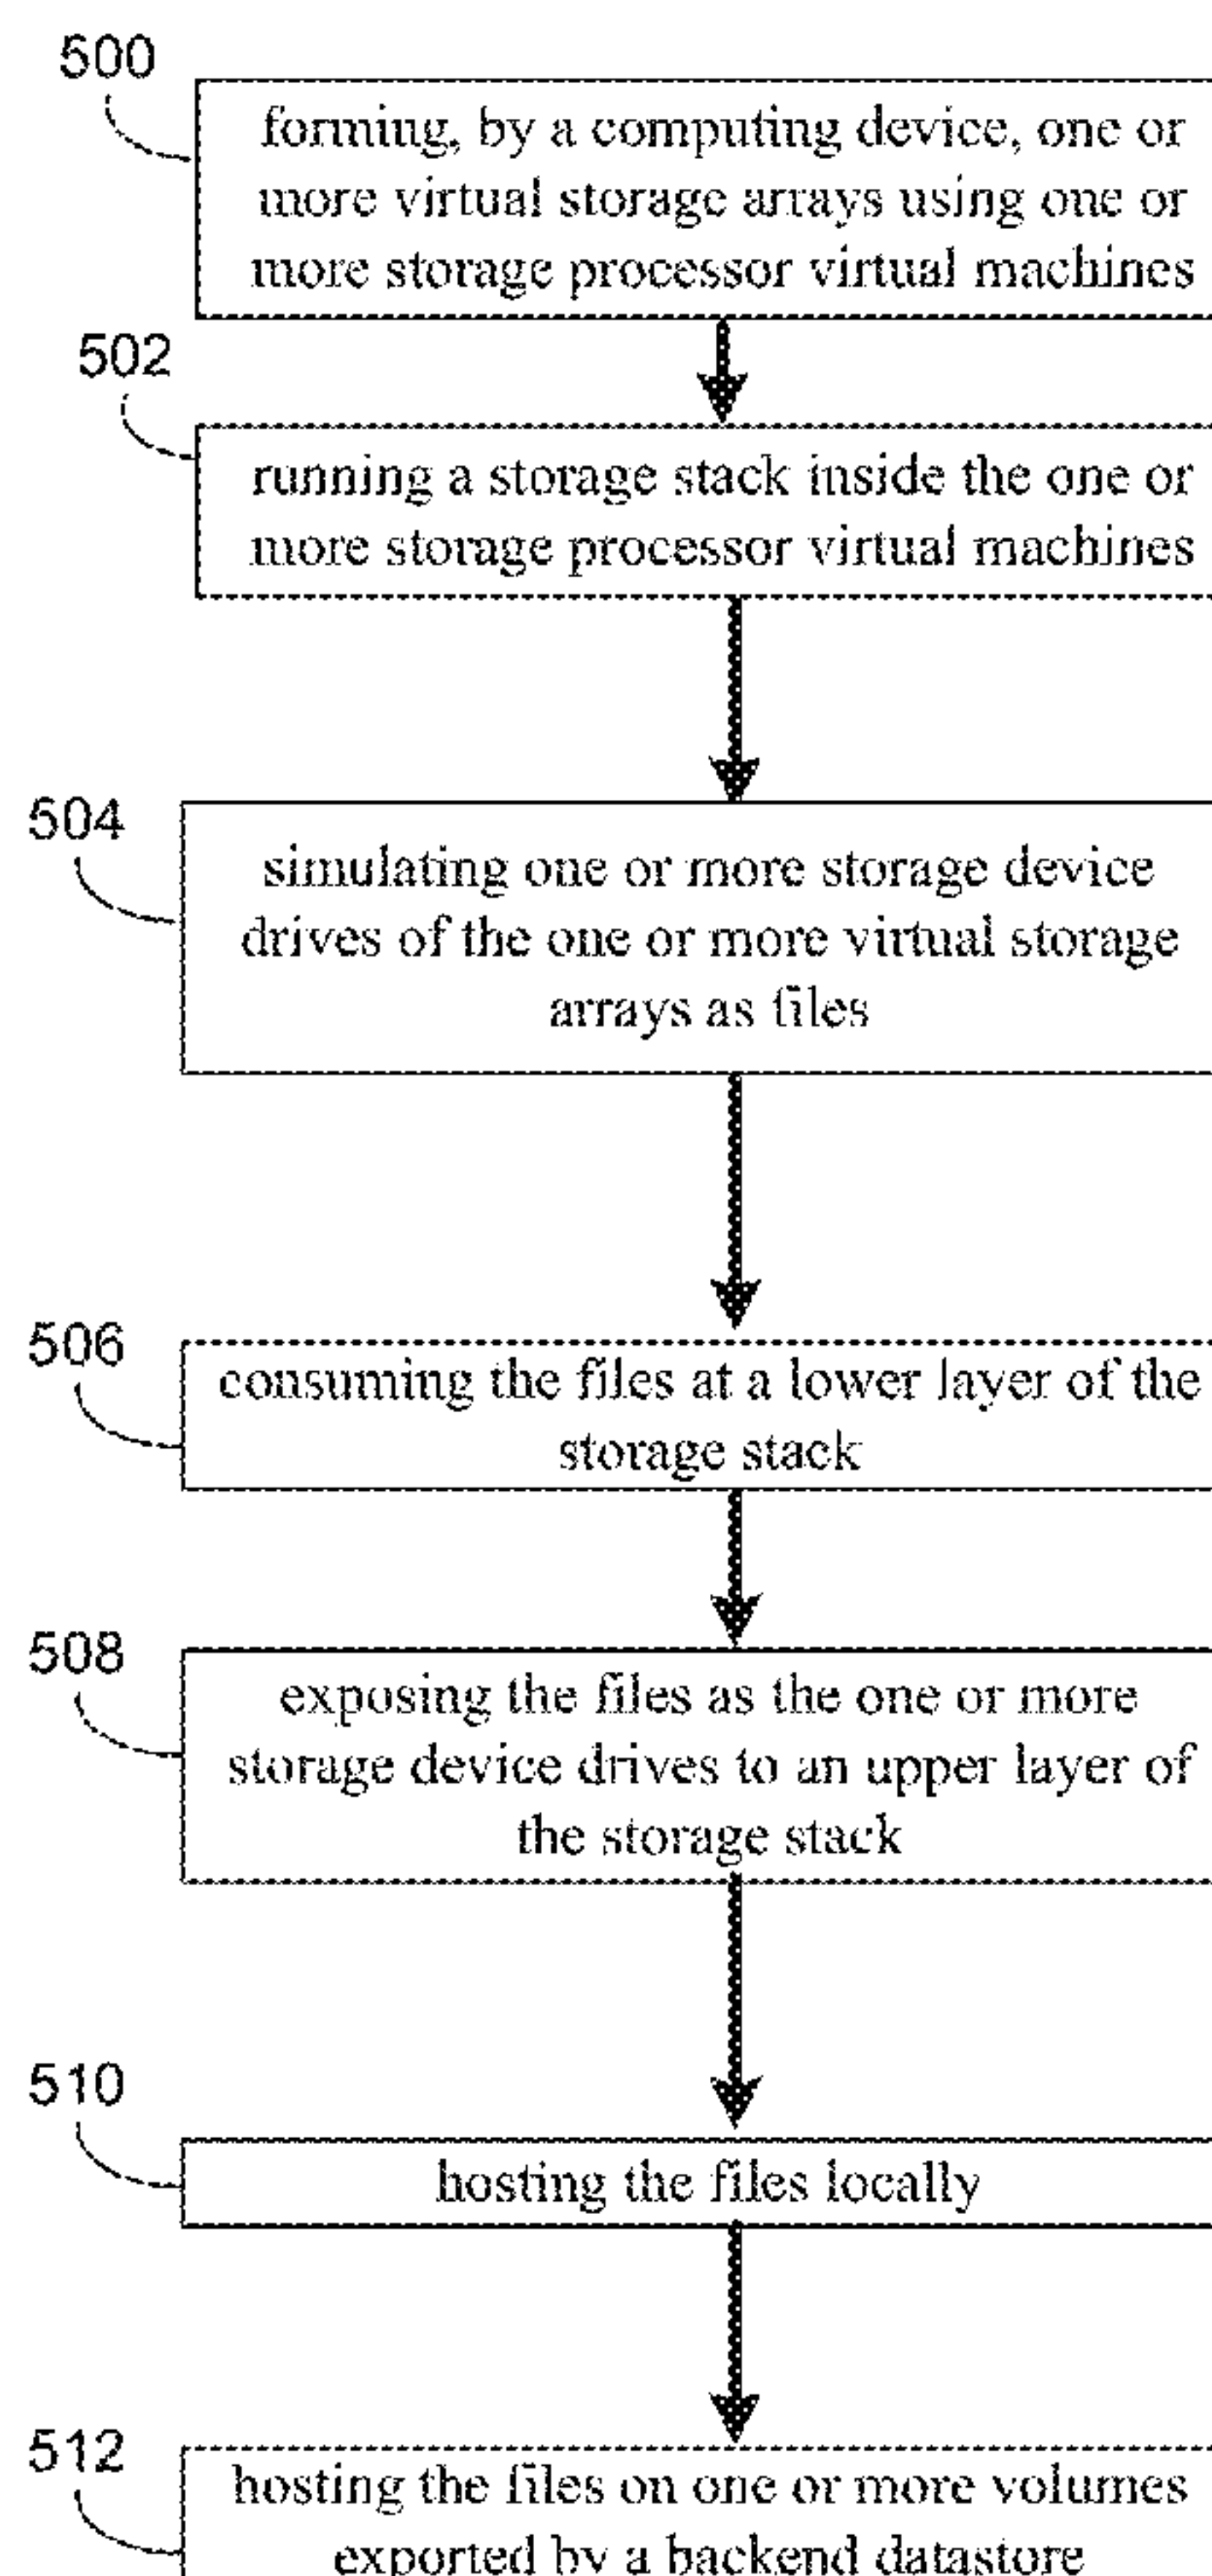 500
forming, by a computing device, one or
more virtual storage arrays using one or
more storage processor virtual machines
502
running a storage stack inside the one or
more storage processor virtual machines
504
simulating one or more storage device
drives of the one or more virtual storage
arrays as files
506
consuming the files at a lower layer of the
storage stack
508
exposing the files as the one or more
storage device drives to an upper layer of
the storage stack
510
hosting the files locally
512
hosting the files on one or more volumes
exported by a backend datastore